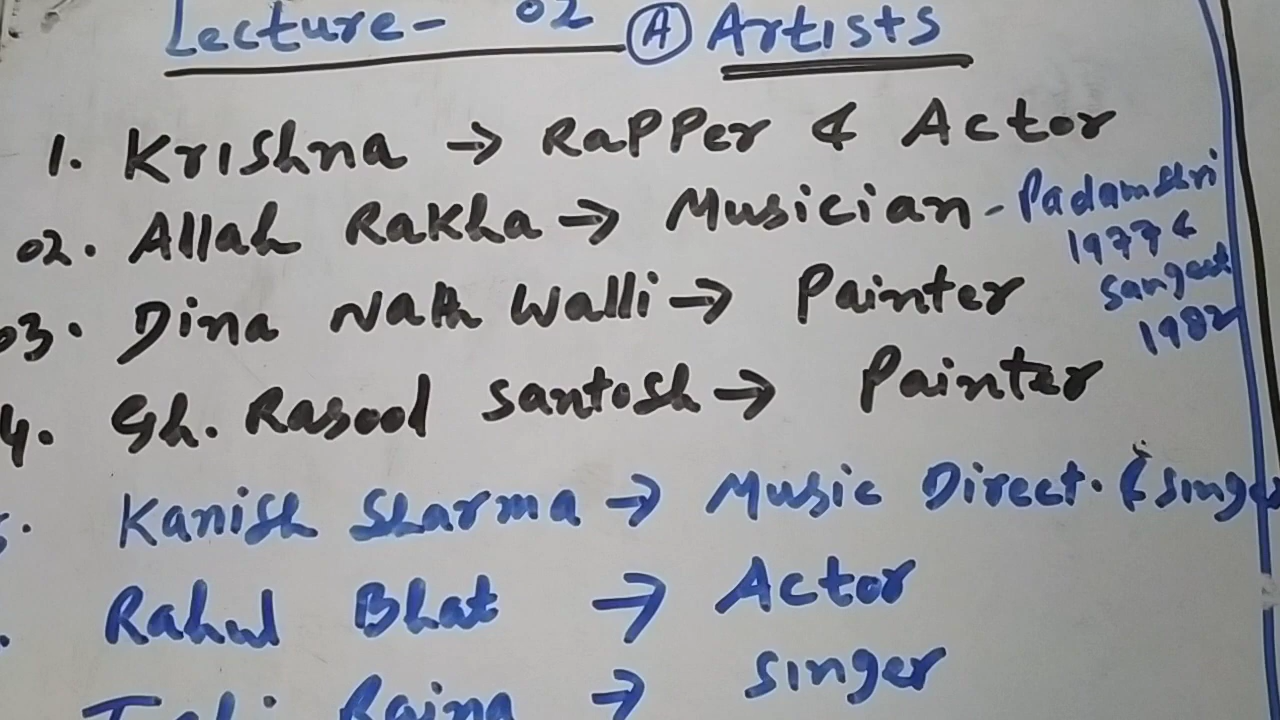 Lecture- 02 (A) Artists
1. Krishna → Rapper & Actor
02. Allah Rakha → Musician - Padamshri
1977 &
Sangeet
1982
03. Dina Nath Walli → Painter
4. Gh. Rasool Santosh → Painter
Kanish Sharma → Music Direct. & singer
Rahul Bhat → Actor
Raina → Singer